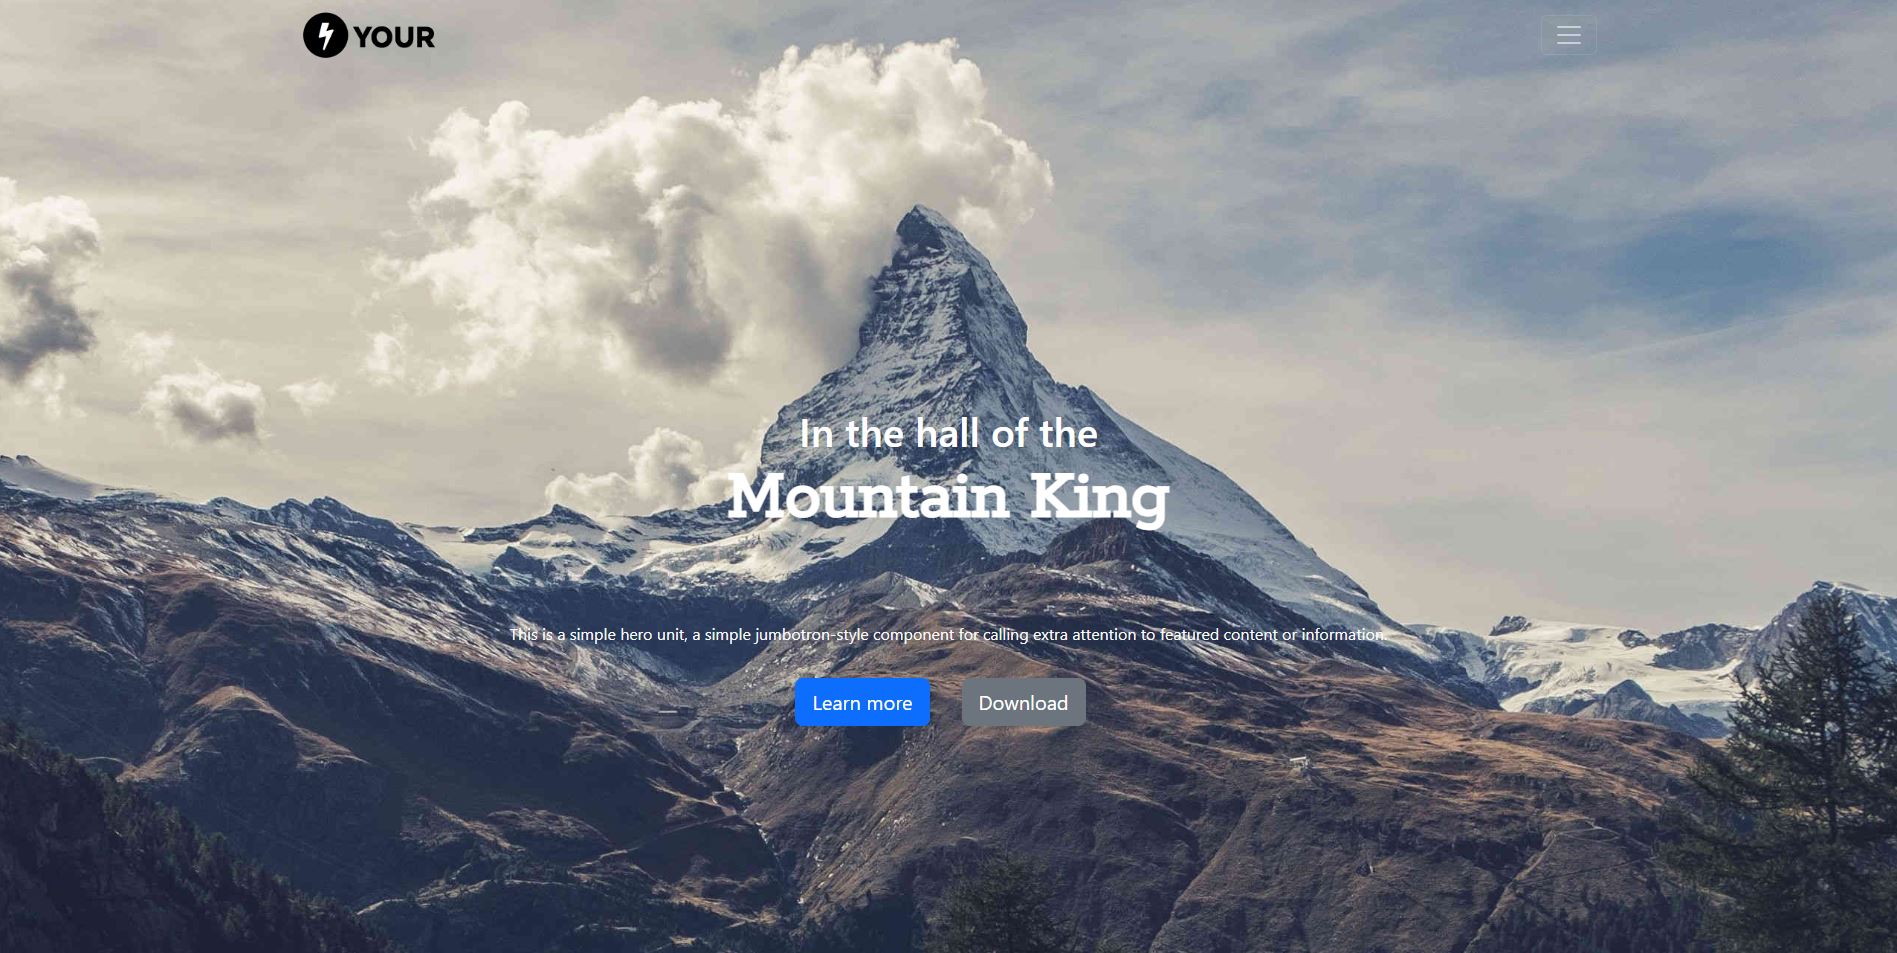 YOUR
In the hall of the
Mountain King
This is a simple hero unit, a simple jumbotron-style component for calling extra attention to featured content or information.
Learn more
Download